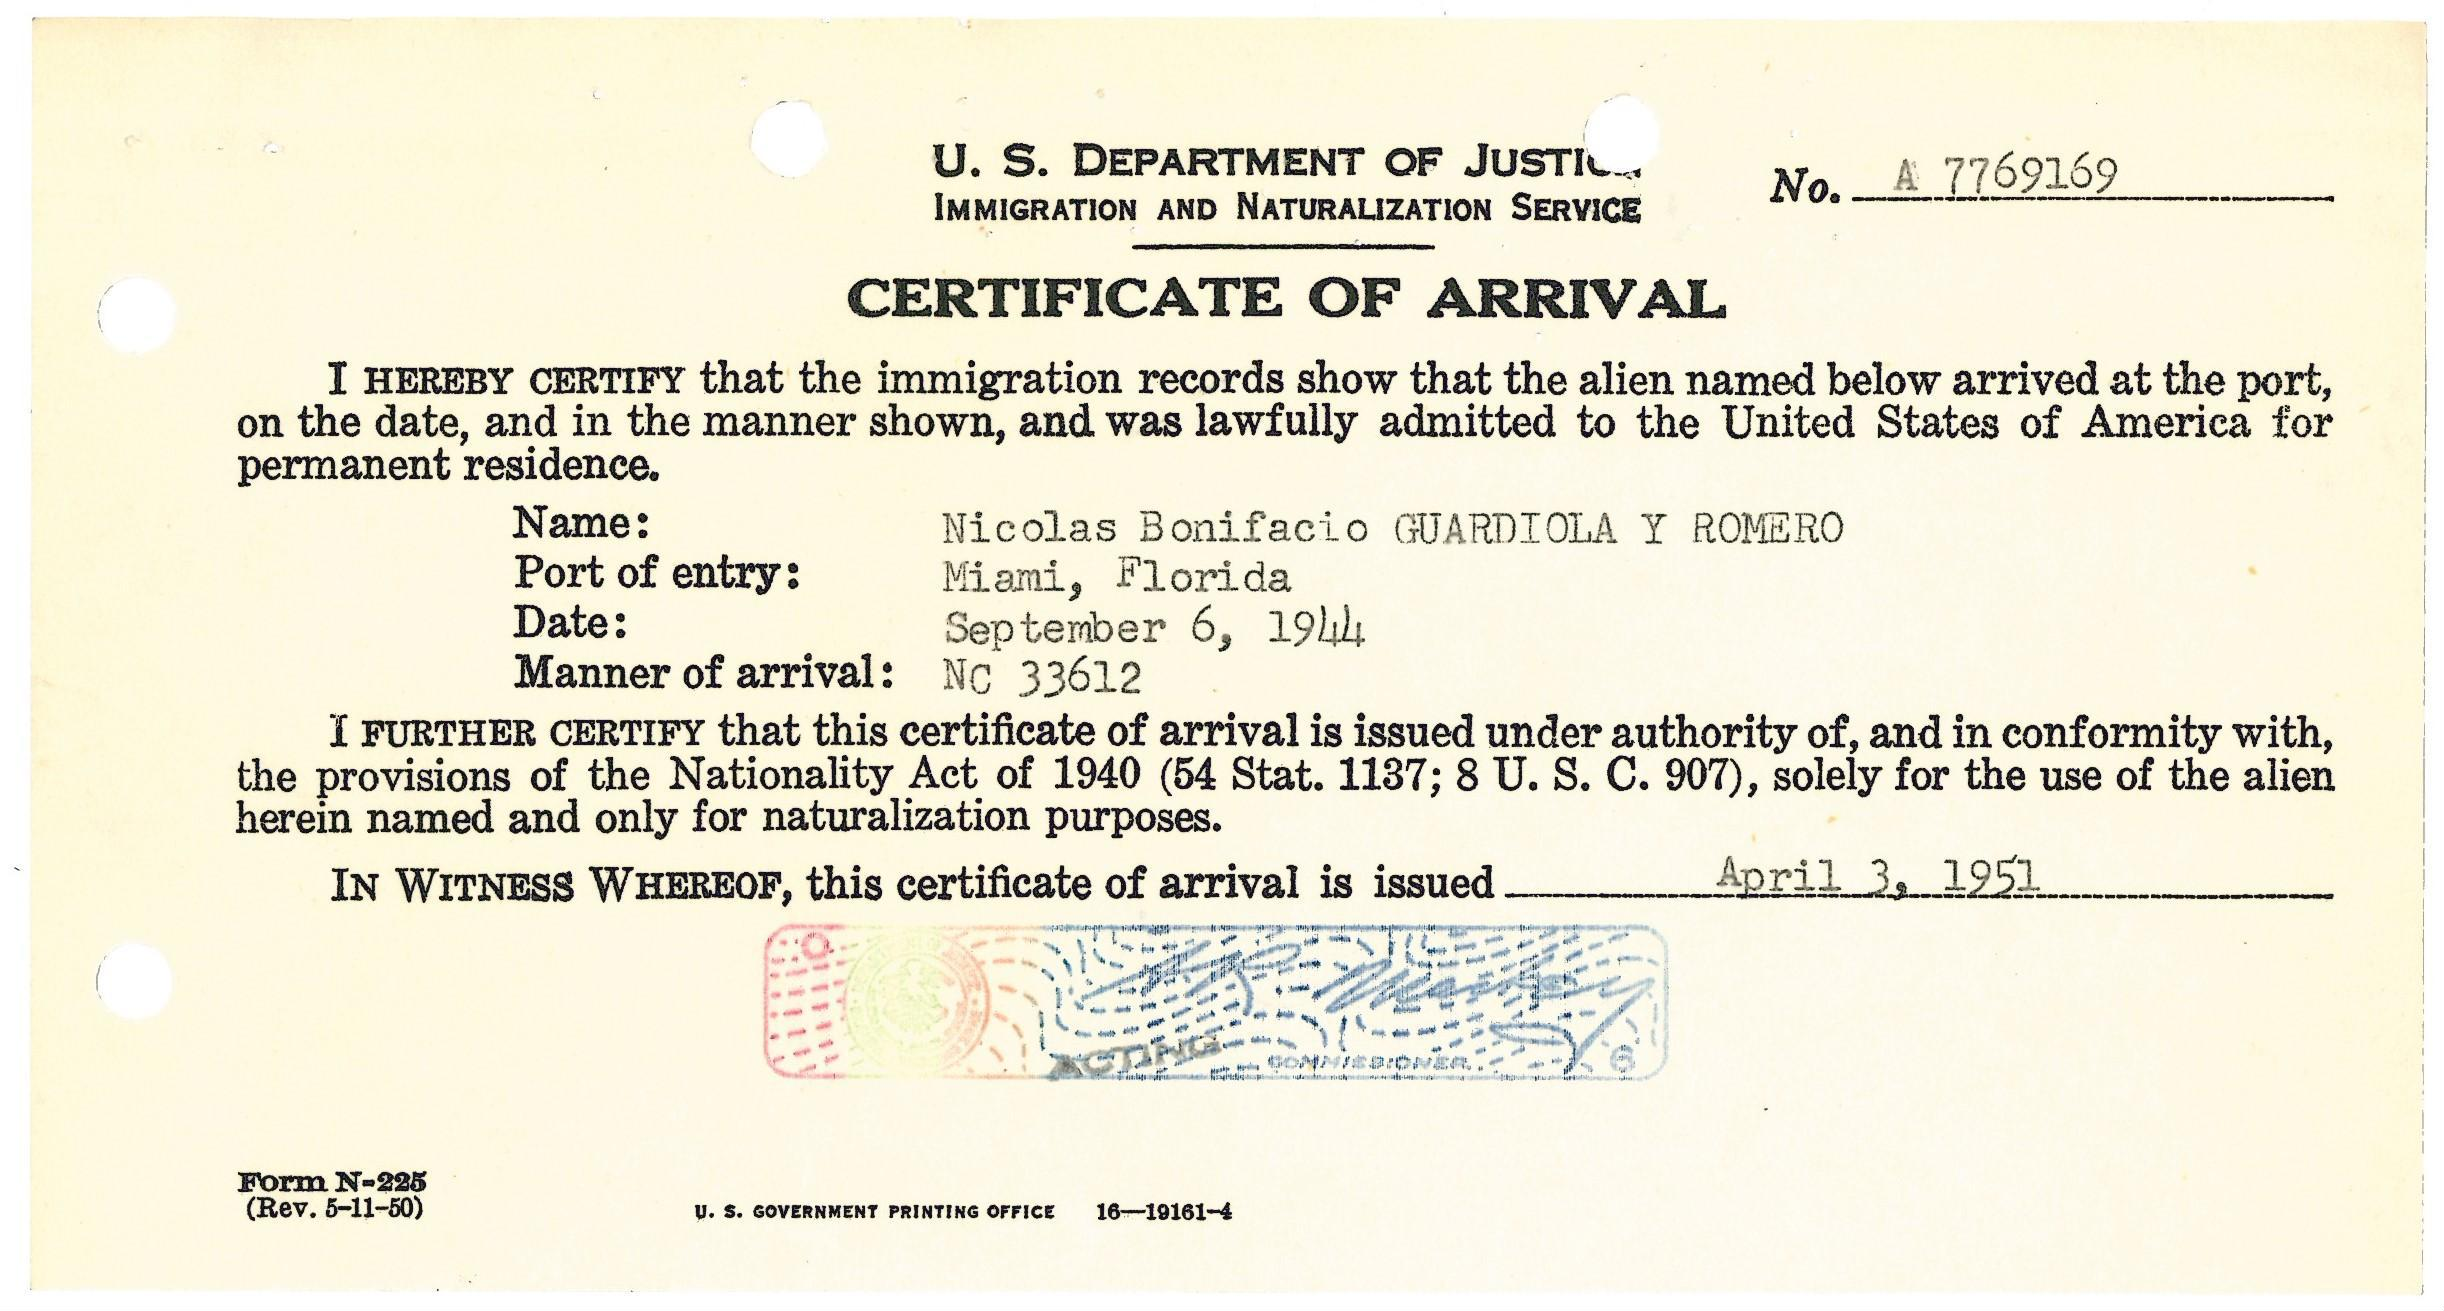 U. S. DEPARTMENT OF JUSTIC
IMMIGRATION AND NATURALIZATION SERVICE
No. A 7769169
CERTIFICATE OF ARRIVAL
I HEREBY CERTIFY that the immigration records show that the alien named below arrived at the port,
on the date, and in the manner shown, and was lawfully admitted to the United States of America for
permanent residence.
Name: Nicolas Bonifacio GUARDIOLA Y ROMERO
Port of entry: Miami, Florida
Date: September 6, 1944
Manner of arrival: NC 33612
I FURTHER CERTIFY that this certificate of arrival is issued under authority of, and in conformity with,
the provisions of the Nationality Act of 1940 (54 Stat. 1137; 8 U. S. C. 907), solely for the use of the alien
herein named and only for naturalization purposes.
IN WITNESS WHEREOF, this certificate of arrival is issued April 3, 1951
ACTING COMMISSIONER 6
Form N-225
(Rev. 5-11-50)
U. S. GOVERNMENT PRINTING OFFICE 16—19161-4